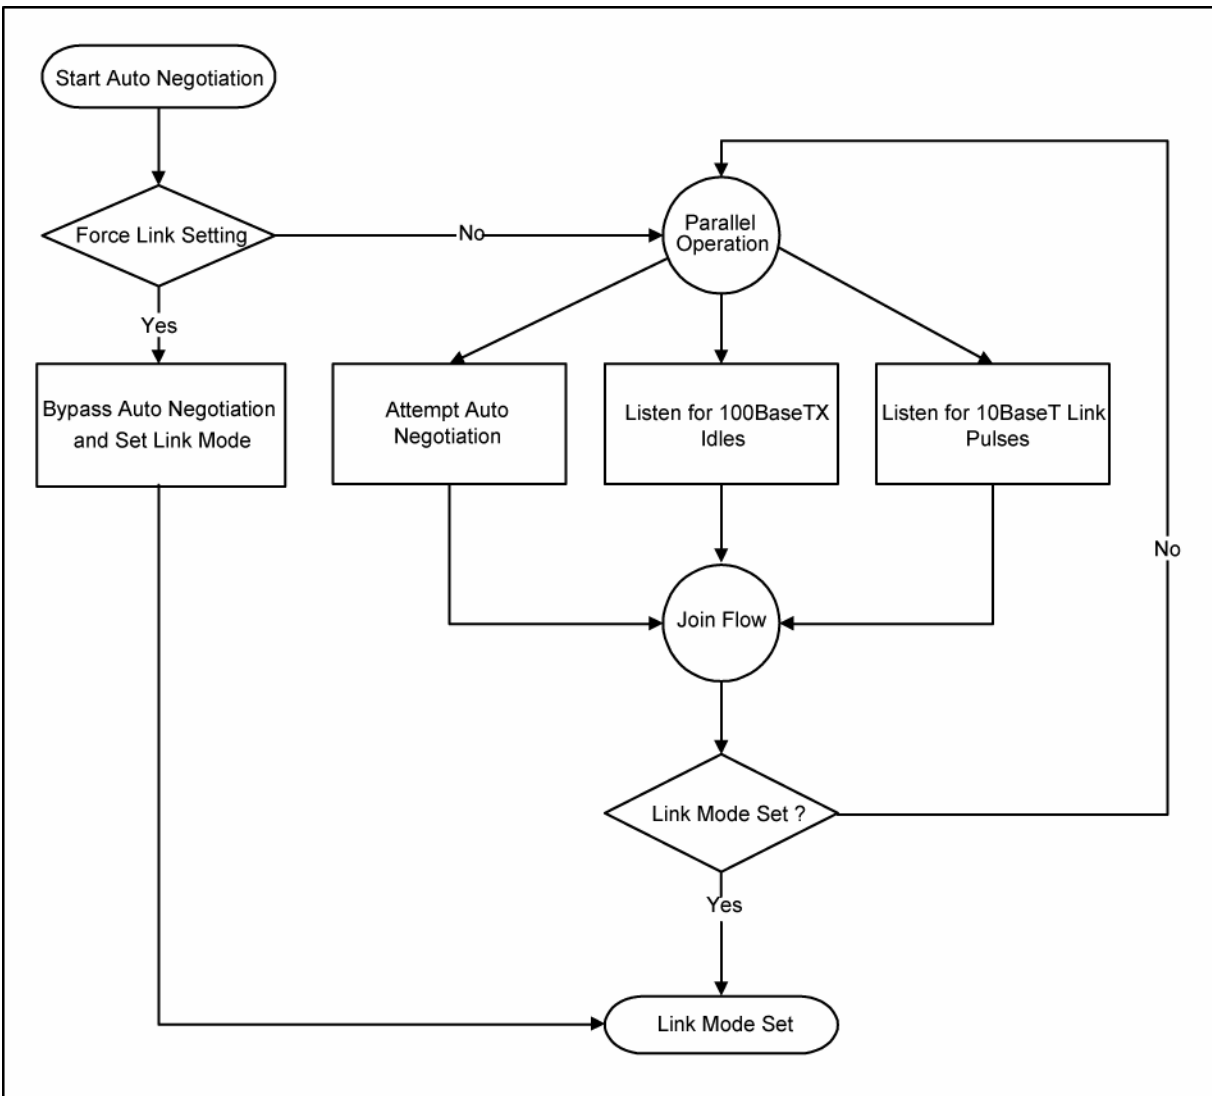 Start Auto Negotiation
Force Link Setting
No
Parallel
Operation
Yes
Bypass Auto Negotiation
and Set Link Mode
Attempt Auto
Negotiation
Listen for 100BaseTX
Idles
Listen for 10BaseT Link
Pulses
No
Join Flow
Link Mode Set ?
Yes
Link Mode Set